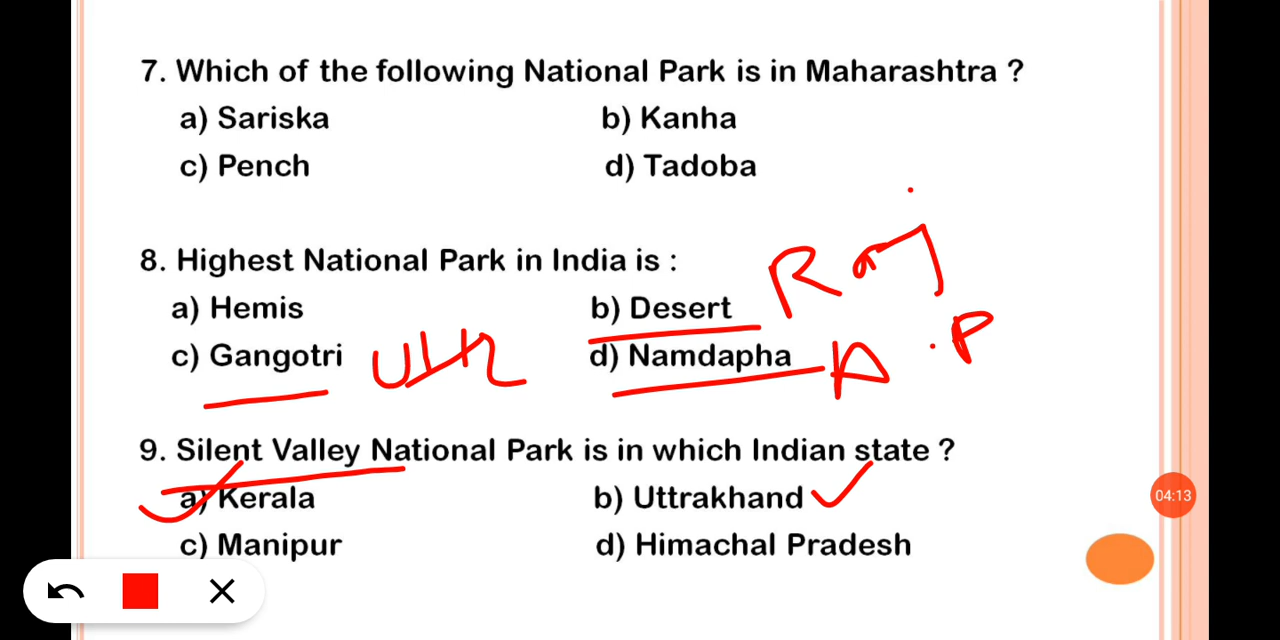 7. Which of the following National Park is in Maharashtra ?
a) Sariska b) Kanha
c) Pench d) Tadoba
8. Highest National Park in India is :
a) Hemis b) Desert Raj
c) Gangotri d) Namdapha A.P
9. Silent Valley National Park is in which Indian state ?
a) Kerala b) Uttrakhand
c) Manipur d) Himachal Pradesh
04:13